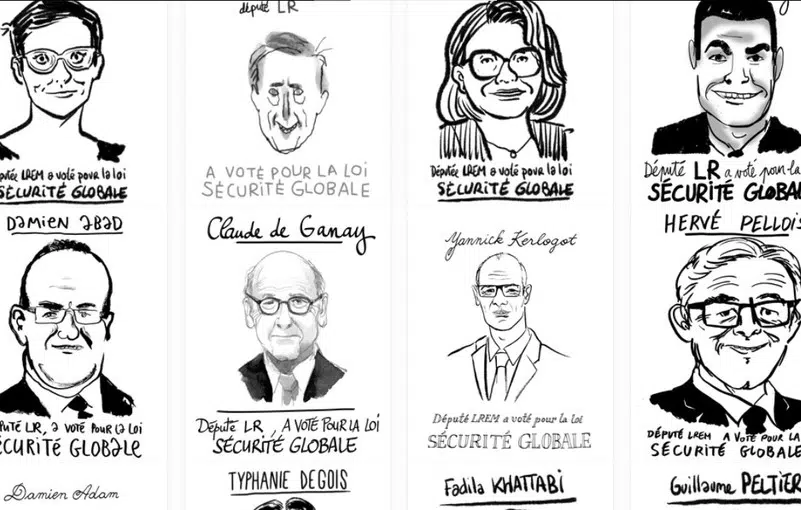 député LR
Députée LREM a voté pour la loi
SÉCURITÉ GLOBALE
A VOTÉ POUR LA LOI
SÉCURITÉ GLOBALE
Députée LREM a voté pour la loi
SÉCURITÉ GLOBALE
Député LR a voté pour la loi
SÉCURITÉ GLOBAL
DAMIEN ABAD
Claude de Ganay
Yannick Kerlogot
HERVÉ PELLOIS
PUTÉ LR, A VOTÉ POUR LA LOI
SÉCURITÉ GLOBALE
Député LR, A VOTÉ POUR LA LOI
SÉCURITÉ GLOBALE
Député LREM a voté pour la loi
SÉCURITÉ GLOBALE
DÉPUTÉ LREM A VOTÉ POUR LA
SÉCURITÉ GLOBALE
Damien Adam
TYPHANIE DEGOIS
Fadila KHATTABI
Guillaume PELTIER